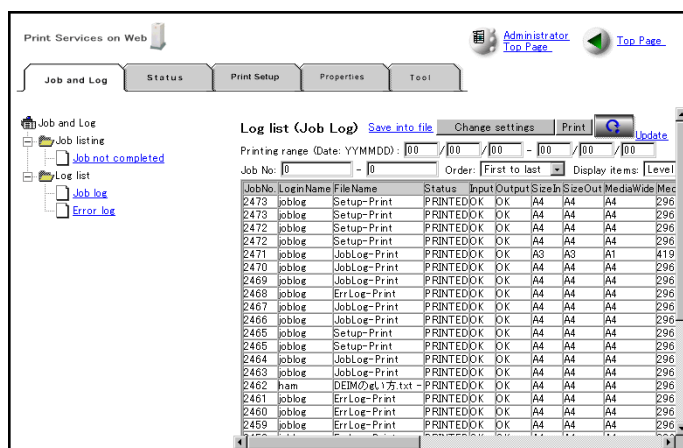 Print Services on Web
Administrator
Top Page
Top Page
Job and Log
Status
Print Setup
Properties
Tool
Job and Log
Job listing
Job not completed
Log list
Job log
Error log
Log list (Job Log) Save into file Change settings Print Update
Printing range (Date: YYMMDD): 00 /00 /00 - 00 /00 /00
Job No: 0 - 0 Order: First to last Display items: Level
JobNo. LoginName FileName Status Input Output SizeIn SizeOut MediaWide Med
2473 joblog Setup-Print PRINTED OK OK A4 A4 A4 296
2473 joblog Setup-Print PRINTED OK OK A4 A4 A4 296
2472 joblog Setup-Print PRINTED OK OK A4 A4 A4 296
2472 joblog Setup-Print PRINTED OK OK A4 A4 A4 296
2471 joblog JobLog-Print PRINTED OK OK A3 A3 A1 419
2470 joblog JobLog-Print PRINTED OK OK A4 A4 A4 296
2469 joblog JobLog-Print PRINTED OK OK A4 A4 A4 296
2468 joblog ErrLog-Print PRINTED OK OK A4 A4 A4 296
2467 joblog JobLog-Print PRINTED OK OK A4 A4 A4 296
2466 joblog JobLog-Print PRINTED OK OK A4 A4 A4 296
2465 joblog Setup-Print PRINTED OK OK A4 A4 A4 296
2465 joblog Setup-Print PRINTED OK OK A4 A4 A4 296
2464 joblog JobLog-Print PRINTED OK OK A4 A4 A4 296
2463 joblog JobLog-Print PRINTED OK OK A4 A4 A4 296
2462 ham - PRINTED OK OK A4 A4 A4 296
2461 joblog ErrLog-Print PRINTED OK OK A4 A4 A4 296
2460 joblog ErrLog-Print PRINTED OK OK A4 A4 A4 296
2459 joblog ErrLog-Print PRINTED OK OK A4 A4 A4 296